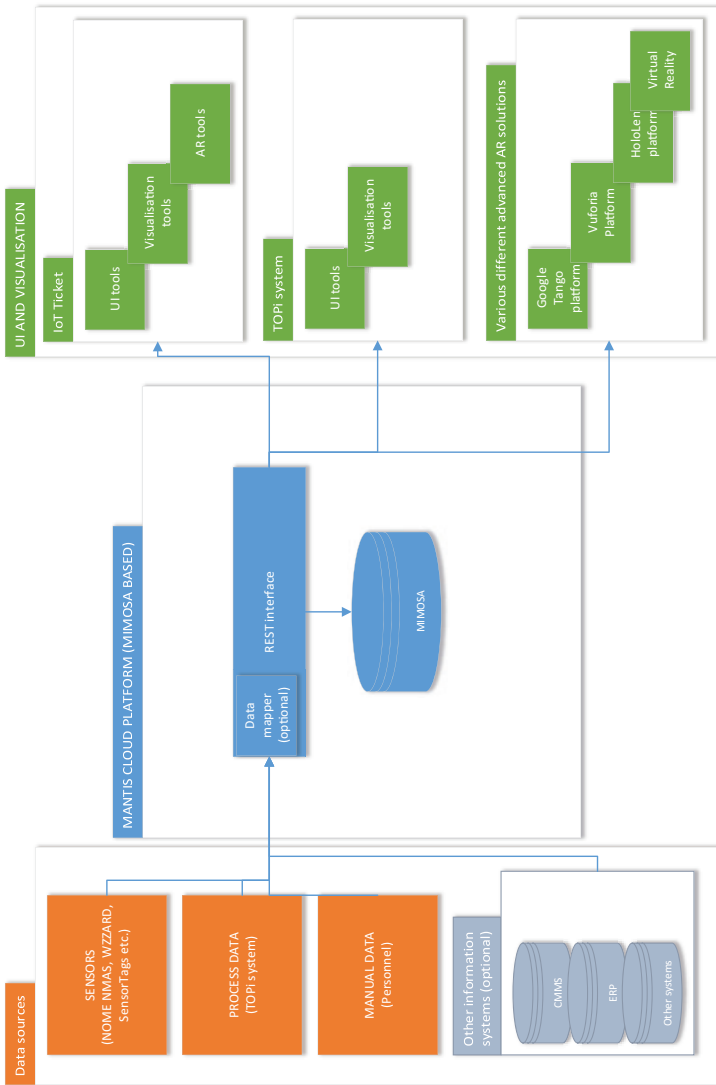 Data sources
SENSORS
(NOME NMAS, WZZARD,
SensorTags etc.)
PROCESS DATA
(TOPi system)
MANUAL DATA
(Personnel)
Other information
systems (optional)
CMMS
ERP
Other systems
MANTIS CLOUD PLATFORM (MIMOSA BASED)
Data
mapper
(optional)
REST interface
MIMOSA
UI AND VISUALISATION
IoT Ticket
UI tools
Visualisation
tools
AR tools
TOPi system
UI tools
Visualisation
tools
Various different advanced AR solutions
Google
Tango
platform
Vuforia
Platform
HoloLen
platform
Virtual
Reality